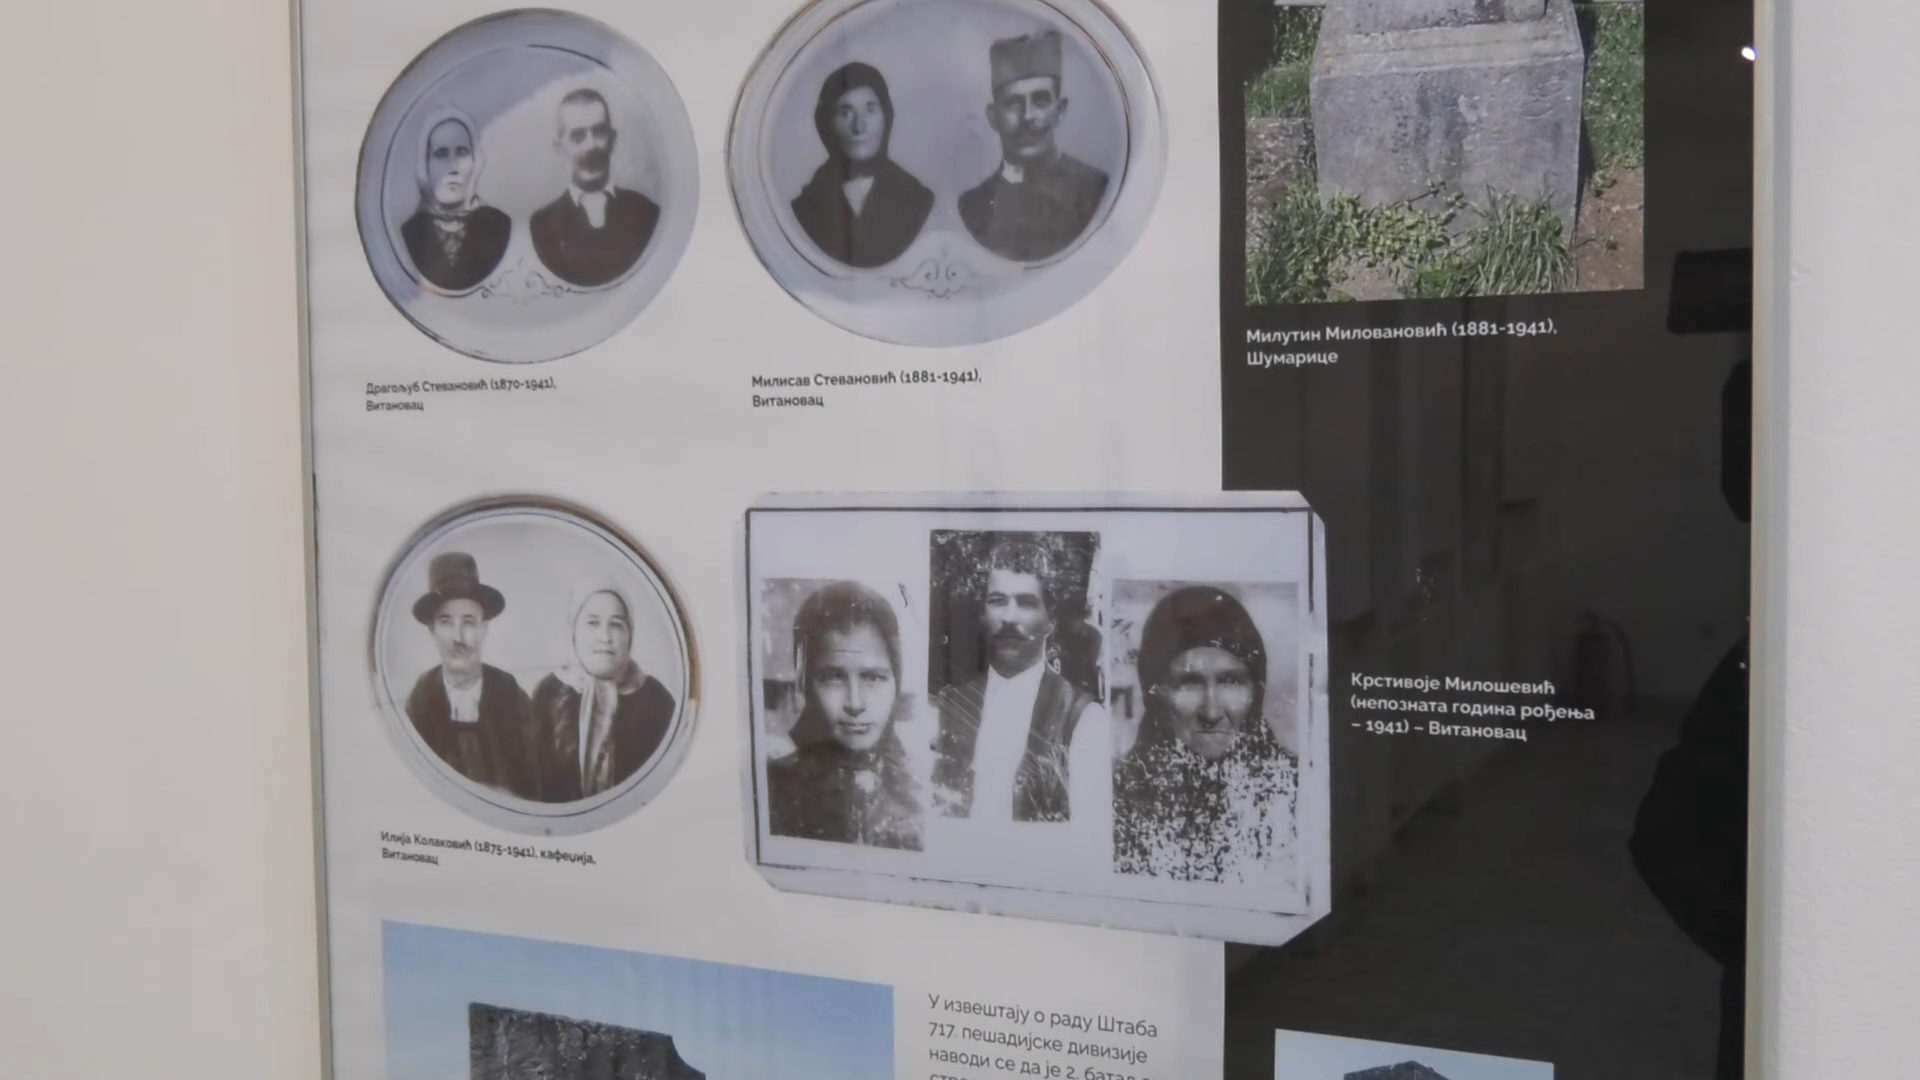 Драгољуб Стевановић (1870-1941),
Витановац
Милисав Стевановић (1881-1941),
Витановац
Милутин Миловановић (1881-1941),
Шумарице
Илија Колаковић (1875-1941), кафеџија,
Витановац
Крстивоје Милошевић
(непозната година рођења
– 1941) – Витановац
У извештају о раду Штаба
717. пешадијске дивизије
наводи се да је 2.